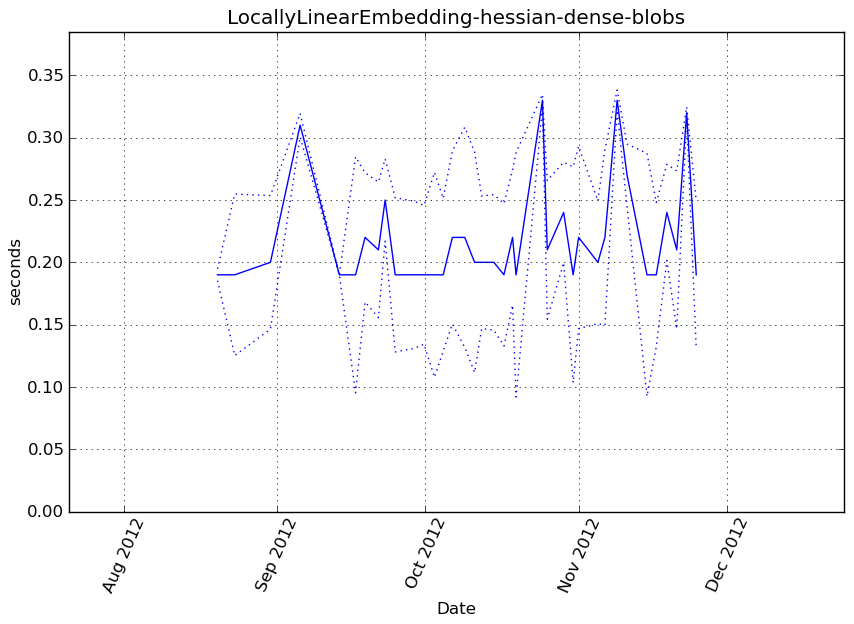 LocallyLinearEmbedding-hessian-dense-blobs
0.35
0.30
0.25
0.20
0.15
0.10
0.05
0.00
seconds
Aug 2012
Sep 2012
Oct 2012
Nov 2012
Dec 2012
Date